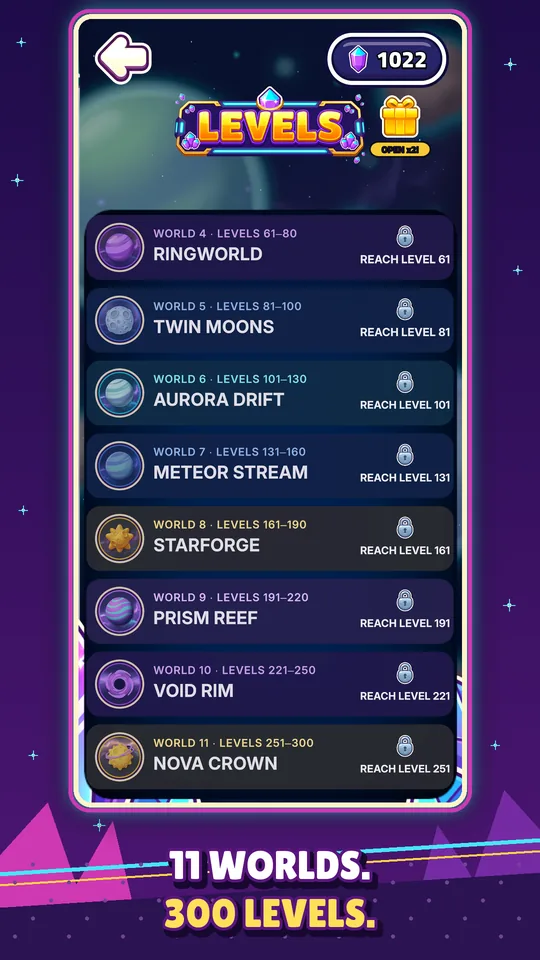 1022
LEVELS
OPEN x2!
WORLD 4 · LEVELS 61–80
RINGWORLD
REACH LEVEL 61
WORLD 5 · LEVELS 81–100
TWIN MOONS
REACH LEVEL 81
WORLD 6 · LEVELS 101–130
AURORA DRIFT
REACH LEVEL 101
WORLD 7 · LEVELS 131–160
METEOR STREAM
REACH LEVEL 131
WORLD 8 · LEVELS 161–190
STARFORGE
REACH LEVEL 161
WORLD 9 · LEVELS 191–220
PRISM REEF
REACH LEVEL 191
WORLD 10 · LEVELS 221–250
VOID RIM
REACH LEVEL 221
WORLD 11 · LEVELS 251–300
NOVA CROWN
REACH LEVEL 251
11 WORLDS.
300 LEVELS.